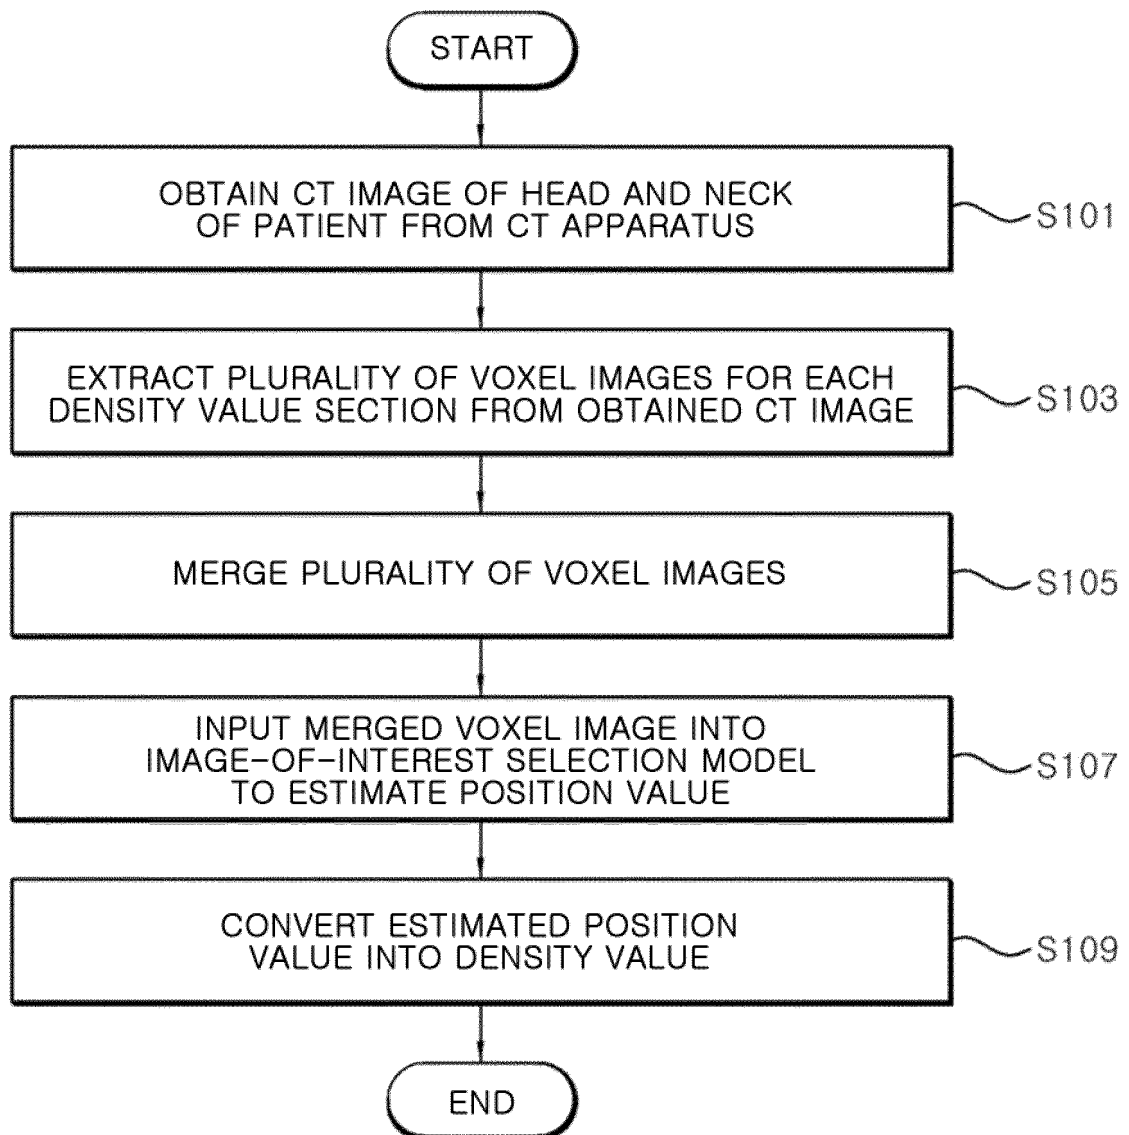 START
OBTAIN CT IMAGE OF HEAD AND NECK
OF PATIENT FROM CT APPARATUS
S101
EXTRACT PLURALITY OF VOXEL IMAGES FOR EACH
DENSITY VALUE SECTION FROM OBTAINED CT IMAGE
S103
MERGE PLURALITY OF VOXEL IMAGES
S105
INPUT MERGED VOXEL IMAGE INTO
IMAGE-OF-INTEREST SELECTION MODEL
TO ESTIMATE POSITION VALUE
S107
CONVERT ESTIMATED POSITION
VALUE INTO DENSITY VALUE
S109
END